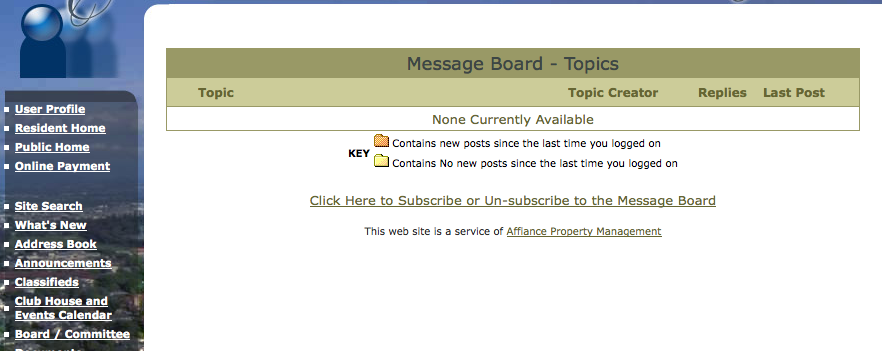 User Profile
Resident Home
Public Home
Online Payment
Site Search
What's New
Address Book
Announcements
Classifieds
Club House and
Events Calendar
Board / Committee
Message Board - Topics
Topic Topic Creator Replies Last Post
None Currently Available
KEY
Contains new posts since the last time you logged on
Contains No new posts since the last time you logged on
Click Here to Subscribe or Un-subscribe to the Message Board
This web site is a service of Affiance Property Management